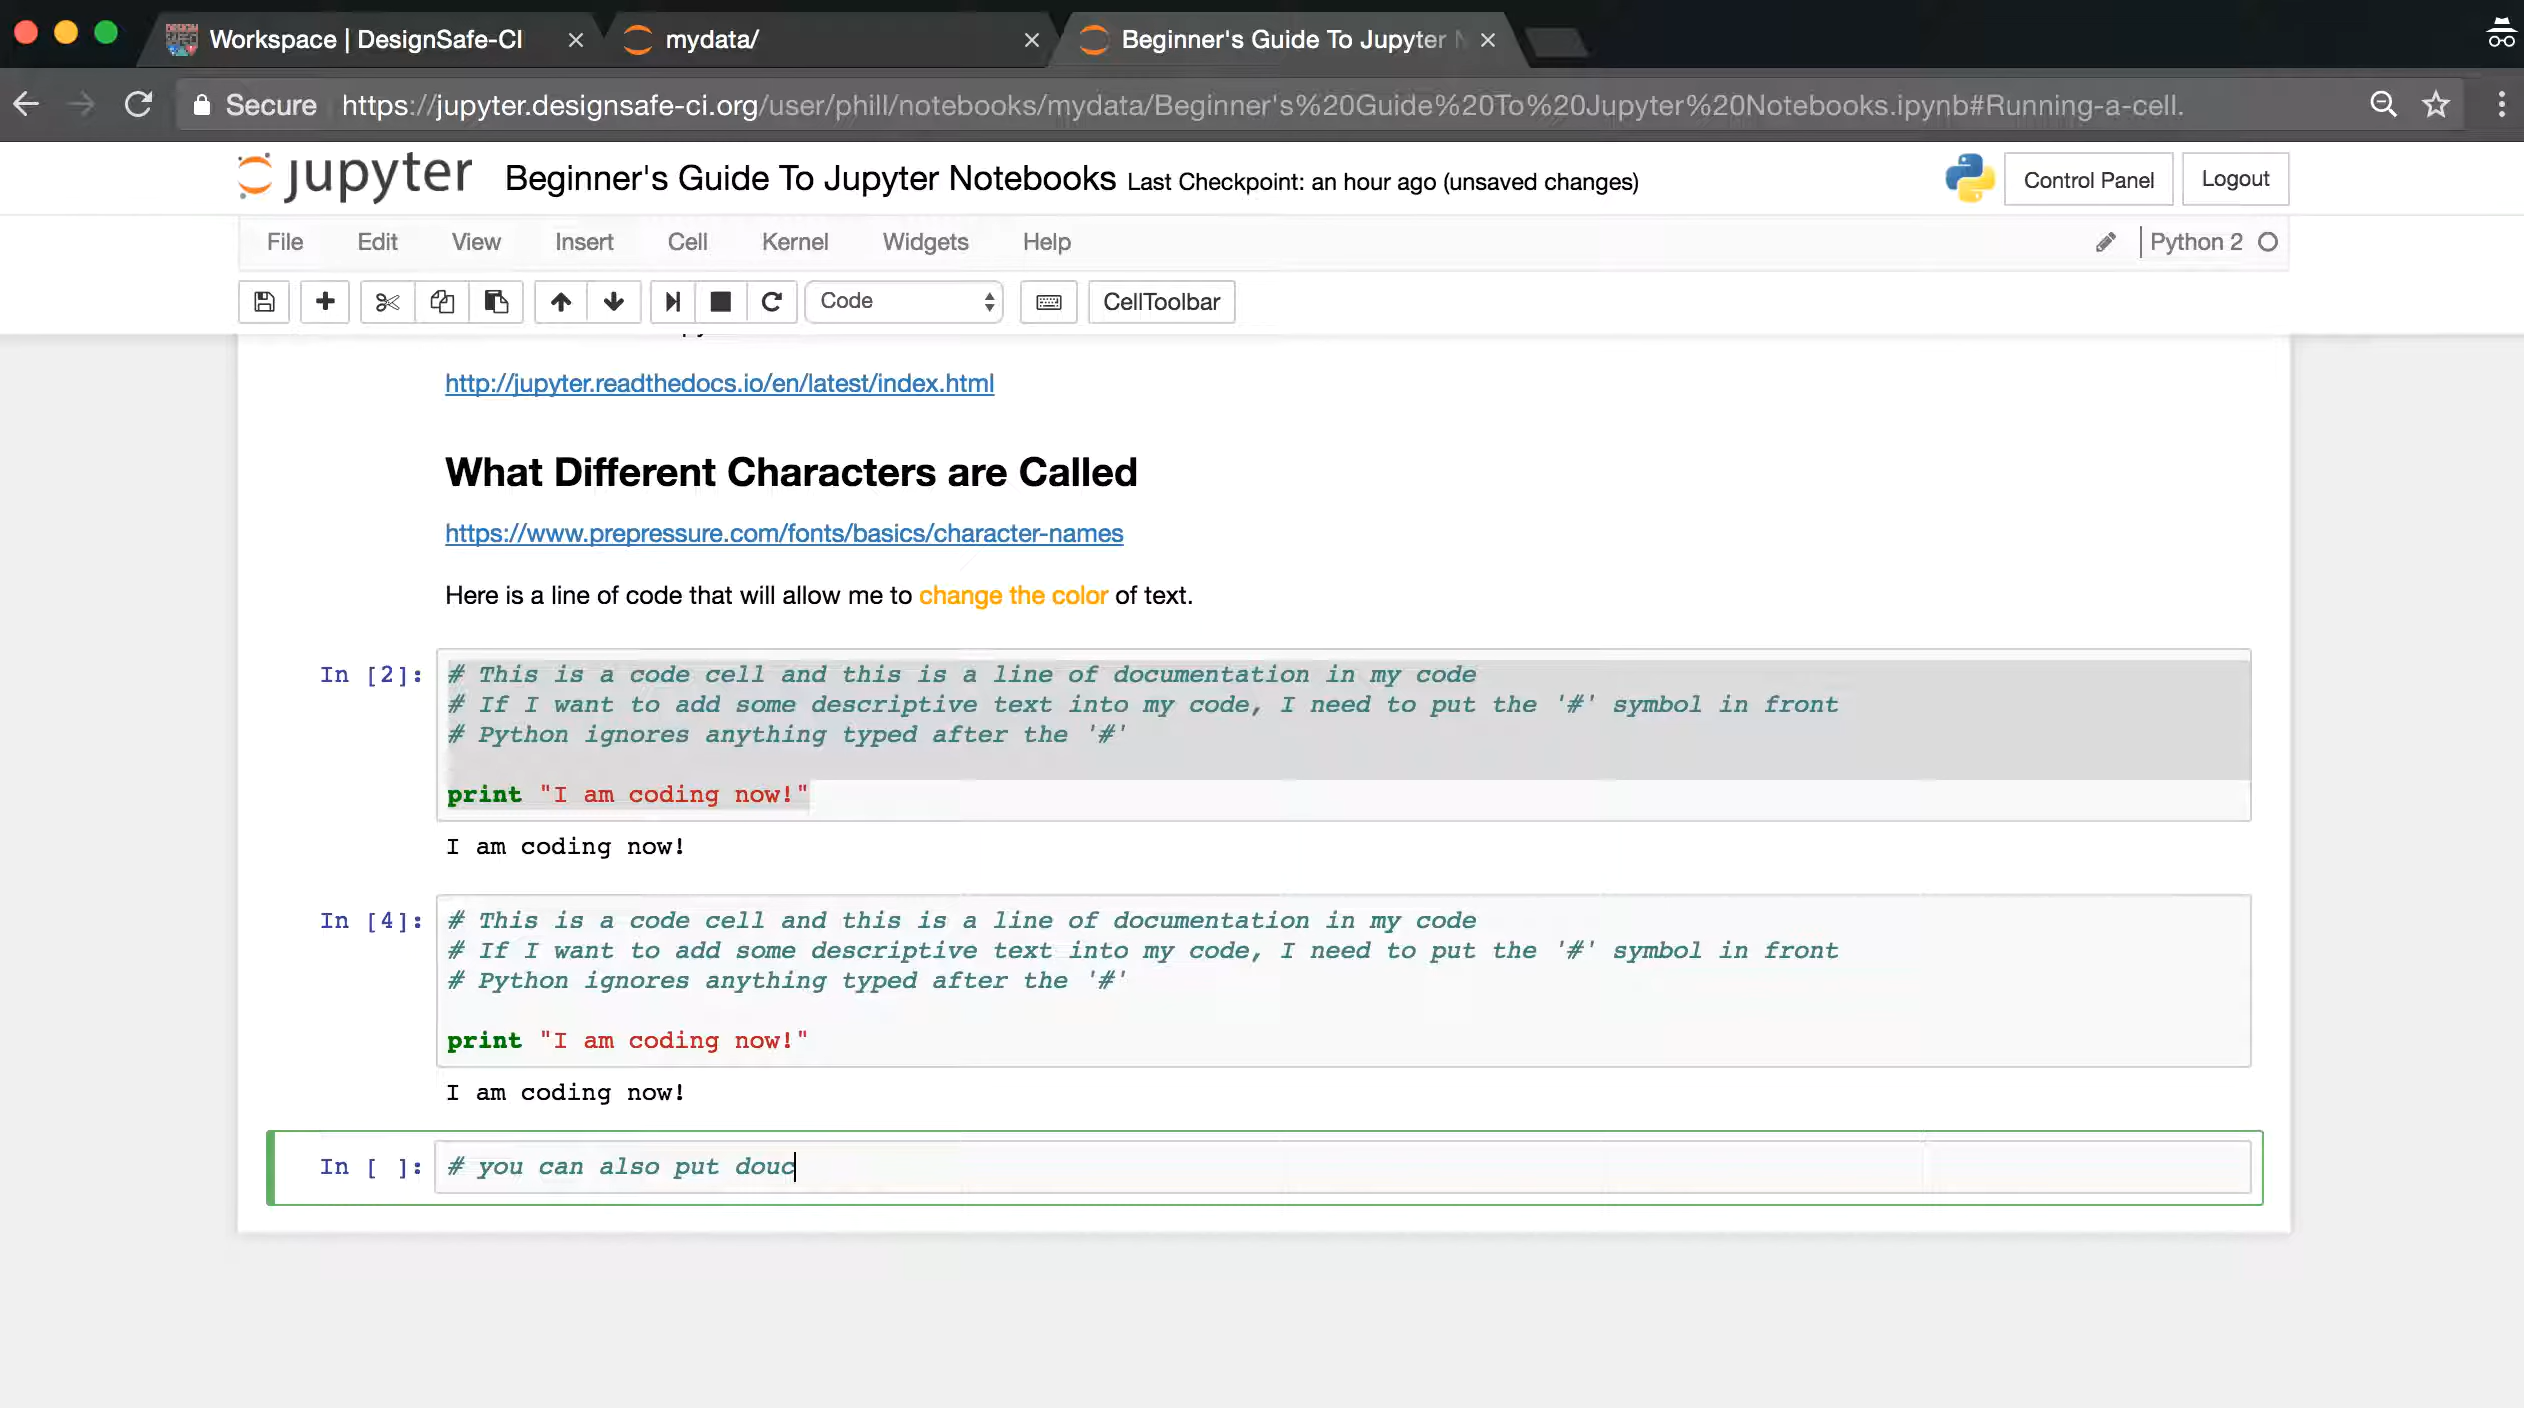 Workspace | DesignSafe-CI
mydata/
Beginner's Guide To Jupyter N
Secure https://jupyter.designsafe-ci.org/user/phill/notebooks/mydata/Beginner's%20Guide%20To%20Jupyter%20Notebooks.ipynb#Running-a-cell.
jupyter Beginner's Guide To Jupyter Notebooks Last Checkpoint: an hour ago (unsaved changes) Control Panel Logout
File Edit View Insert Cell Kernel Widgets Help Python 2
Code CellToolbar
http://jupyter.readthedocs.io/en/latest/index.html
What Different Characters are Called
https://www.prepressure.com/fonts/basics/character-names
Here is a line of code that will allow me to change the color of text.
In [2]: # This is a code cell and this is a line of documentation in my code
# If I want to add some descriptive text into my code, I need to put the '#' symbol in front
# Python ignores anything typed after the '#'
print "I am coding now!"
I am coding now!
In [4]: # This is a code cell and this is a line of documentation in my code
# If I want to add some descriptive text into my code, I need to put the '#' symbol in front
# Python ignores anything typed after the '#'
print "I am coding now!"
I am coding now!
In [ ]: # you can also put douc